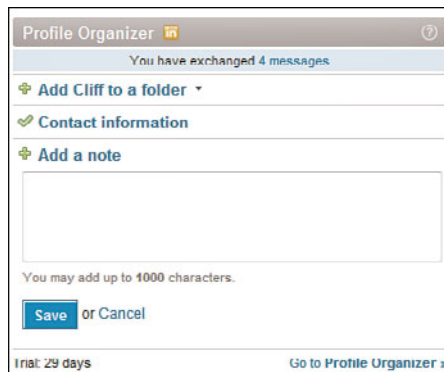 Profile Organizer in ?
You have exchanged 4 messages
Add Cliff to a folder
Contact information
Add a note
You may add up to 1000 characters.
Save or Cancel
Trial: 29 days Go to Profile Organizer »